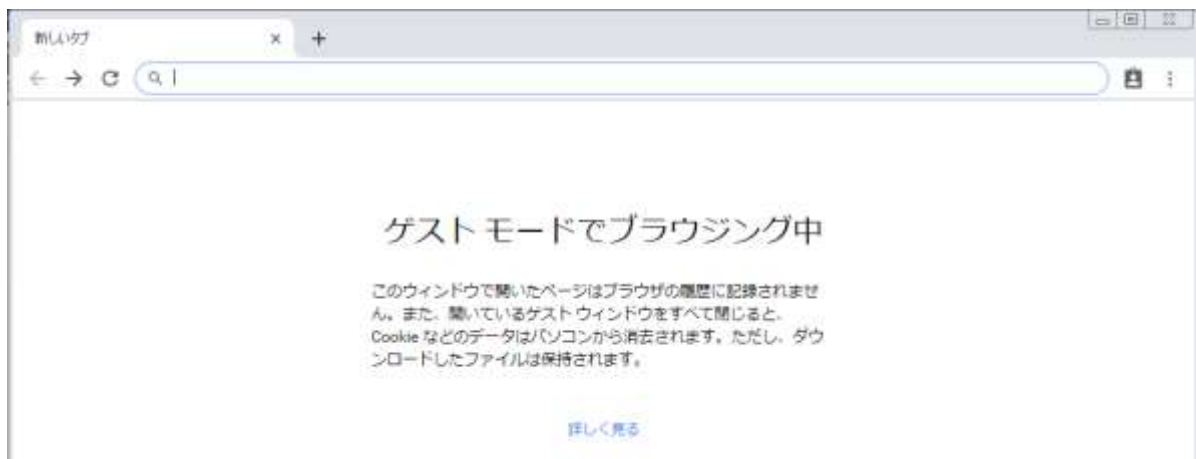 新しいタブ
ゲスト モードでブラウジング中
このウィンドウで開いたページはブラウザの履歴に記録されませ
ん。また、開いているゲスト ウィンドウをすべて閉じると、
Cookie などのデータはパソコンから消去されます。ただし、ダウ
ンロードしたファイルは保持されます。
詳しく見る